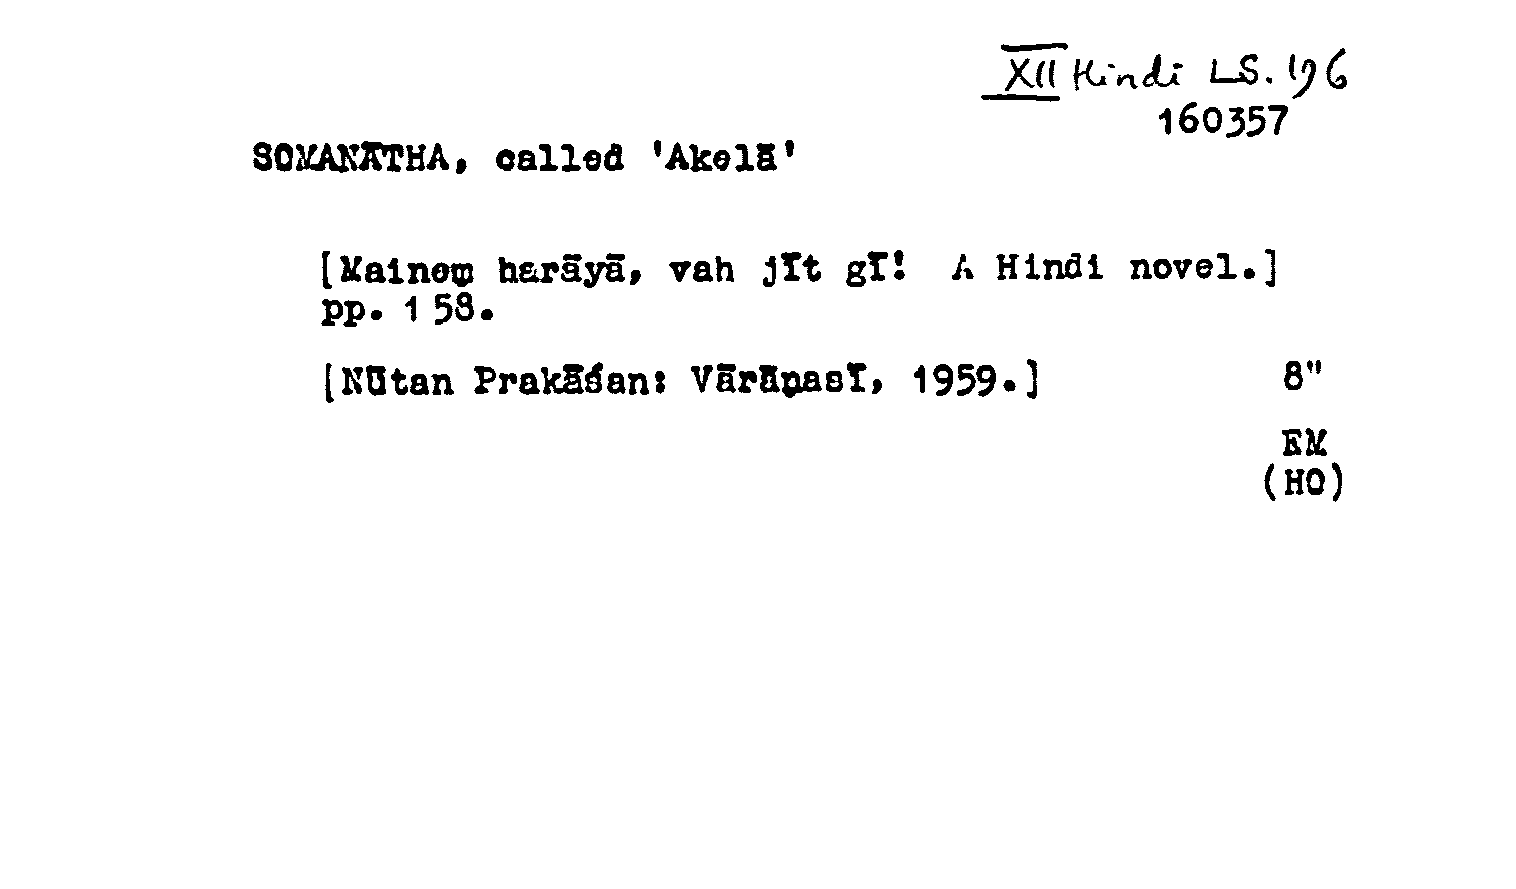 XII Hindi LS. 196
160357
SOMANĀTHA, called 'Akelā'
[Mainoṃ harāyā, vah jīt gī! A Hindi novel.]
pp. 158.
[Nūtan Prakāśan: Vārāṇasī, 1959.] 8"
EM
(HO)